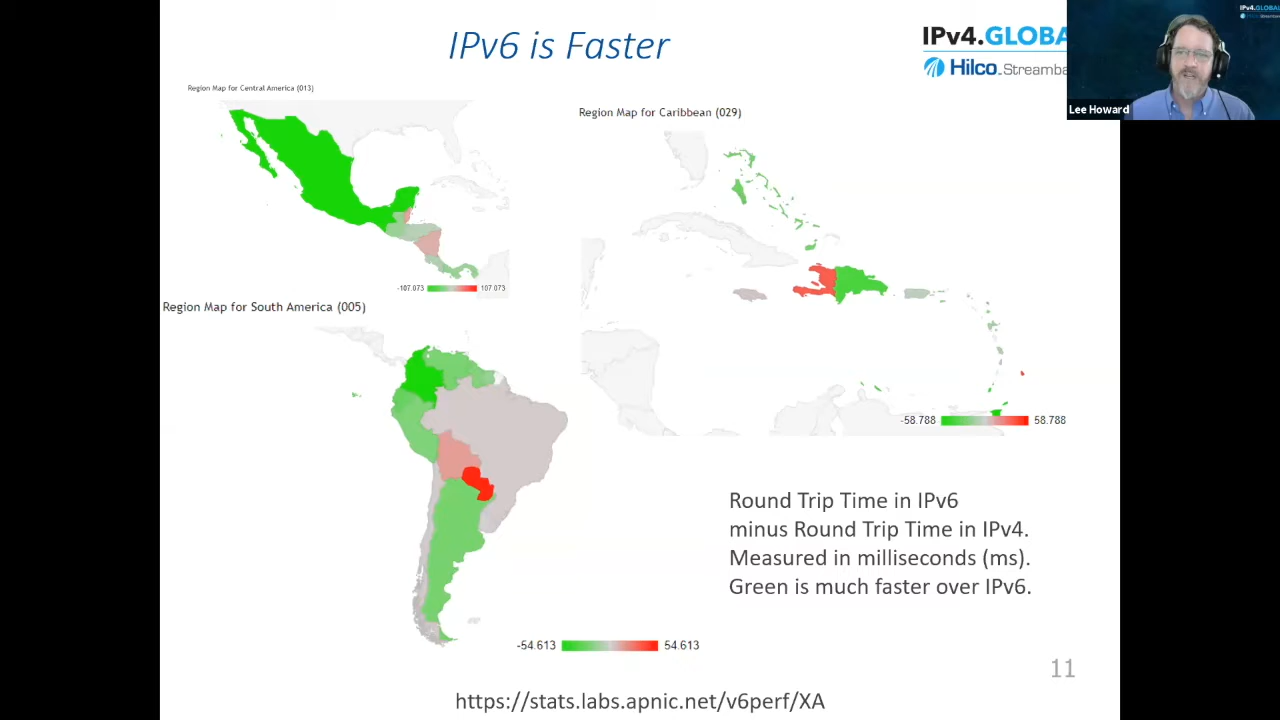 IPv6 is Faster
IPv4.GLOBA
Hilco Streamba
IPv4.GLOBAL
Lee Howard
Region Map for Central America (013)
Region Map for Caribbean (029)
-107.073 107.073
Region Map for South America (005)
-58.788 58.788
Round Trip Time in IPv6
minus Round Trip Time in IPv4.
Measured in milliseconds (ms).
Green is much faster over IPv6.
-54.613 54.613
11
https://stats.labs.apnic.net/v6perf/XA